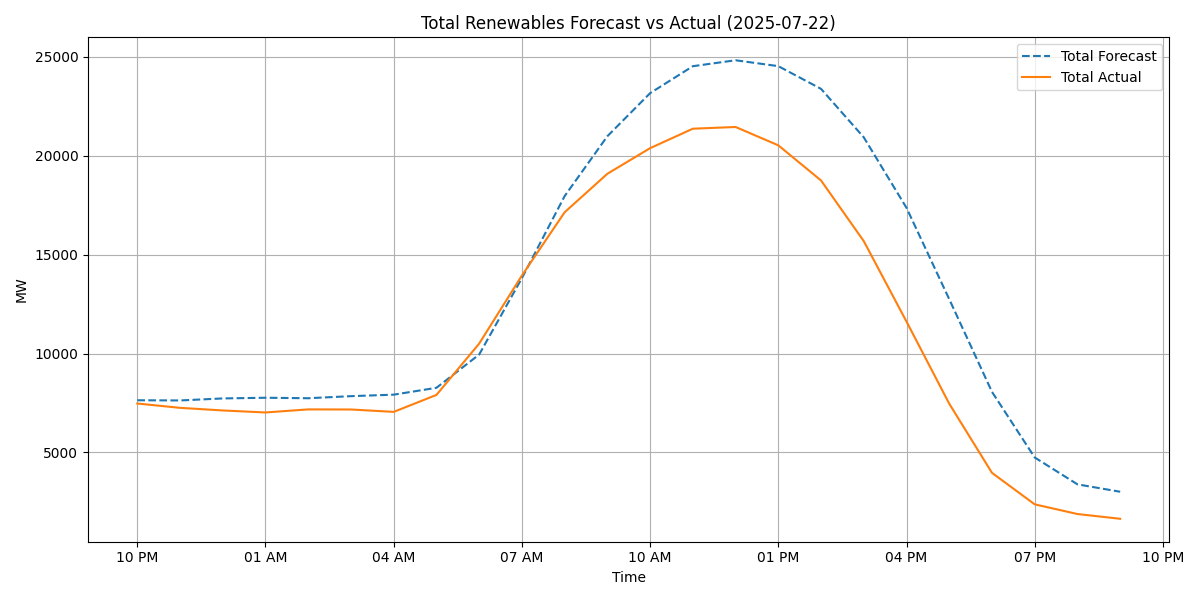 Total Renewables Forecast vs Actual (2025-07-22)
Total Forecast
Total Actual
MW
25000
20000
15000
10000
5000
10 PM 01 AM 04 AM 07 AM 10 AM 01 PM 04 PM 07 PM 10 PM
Time